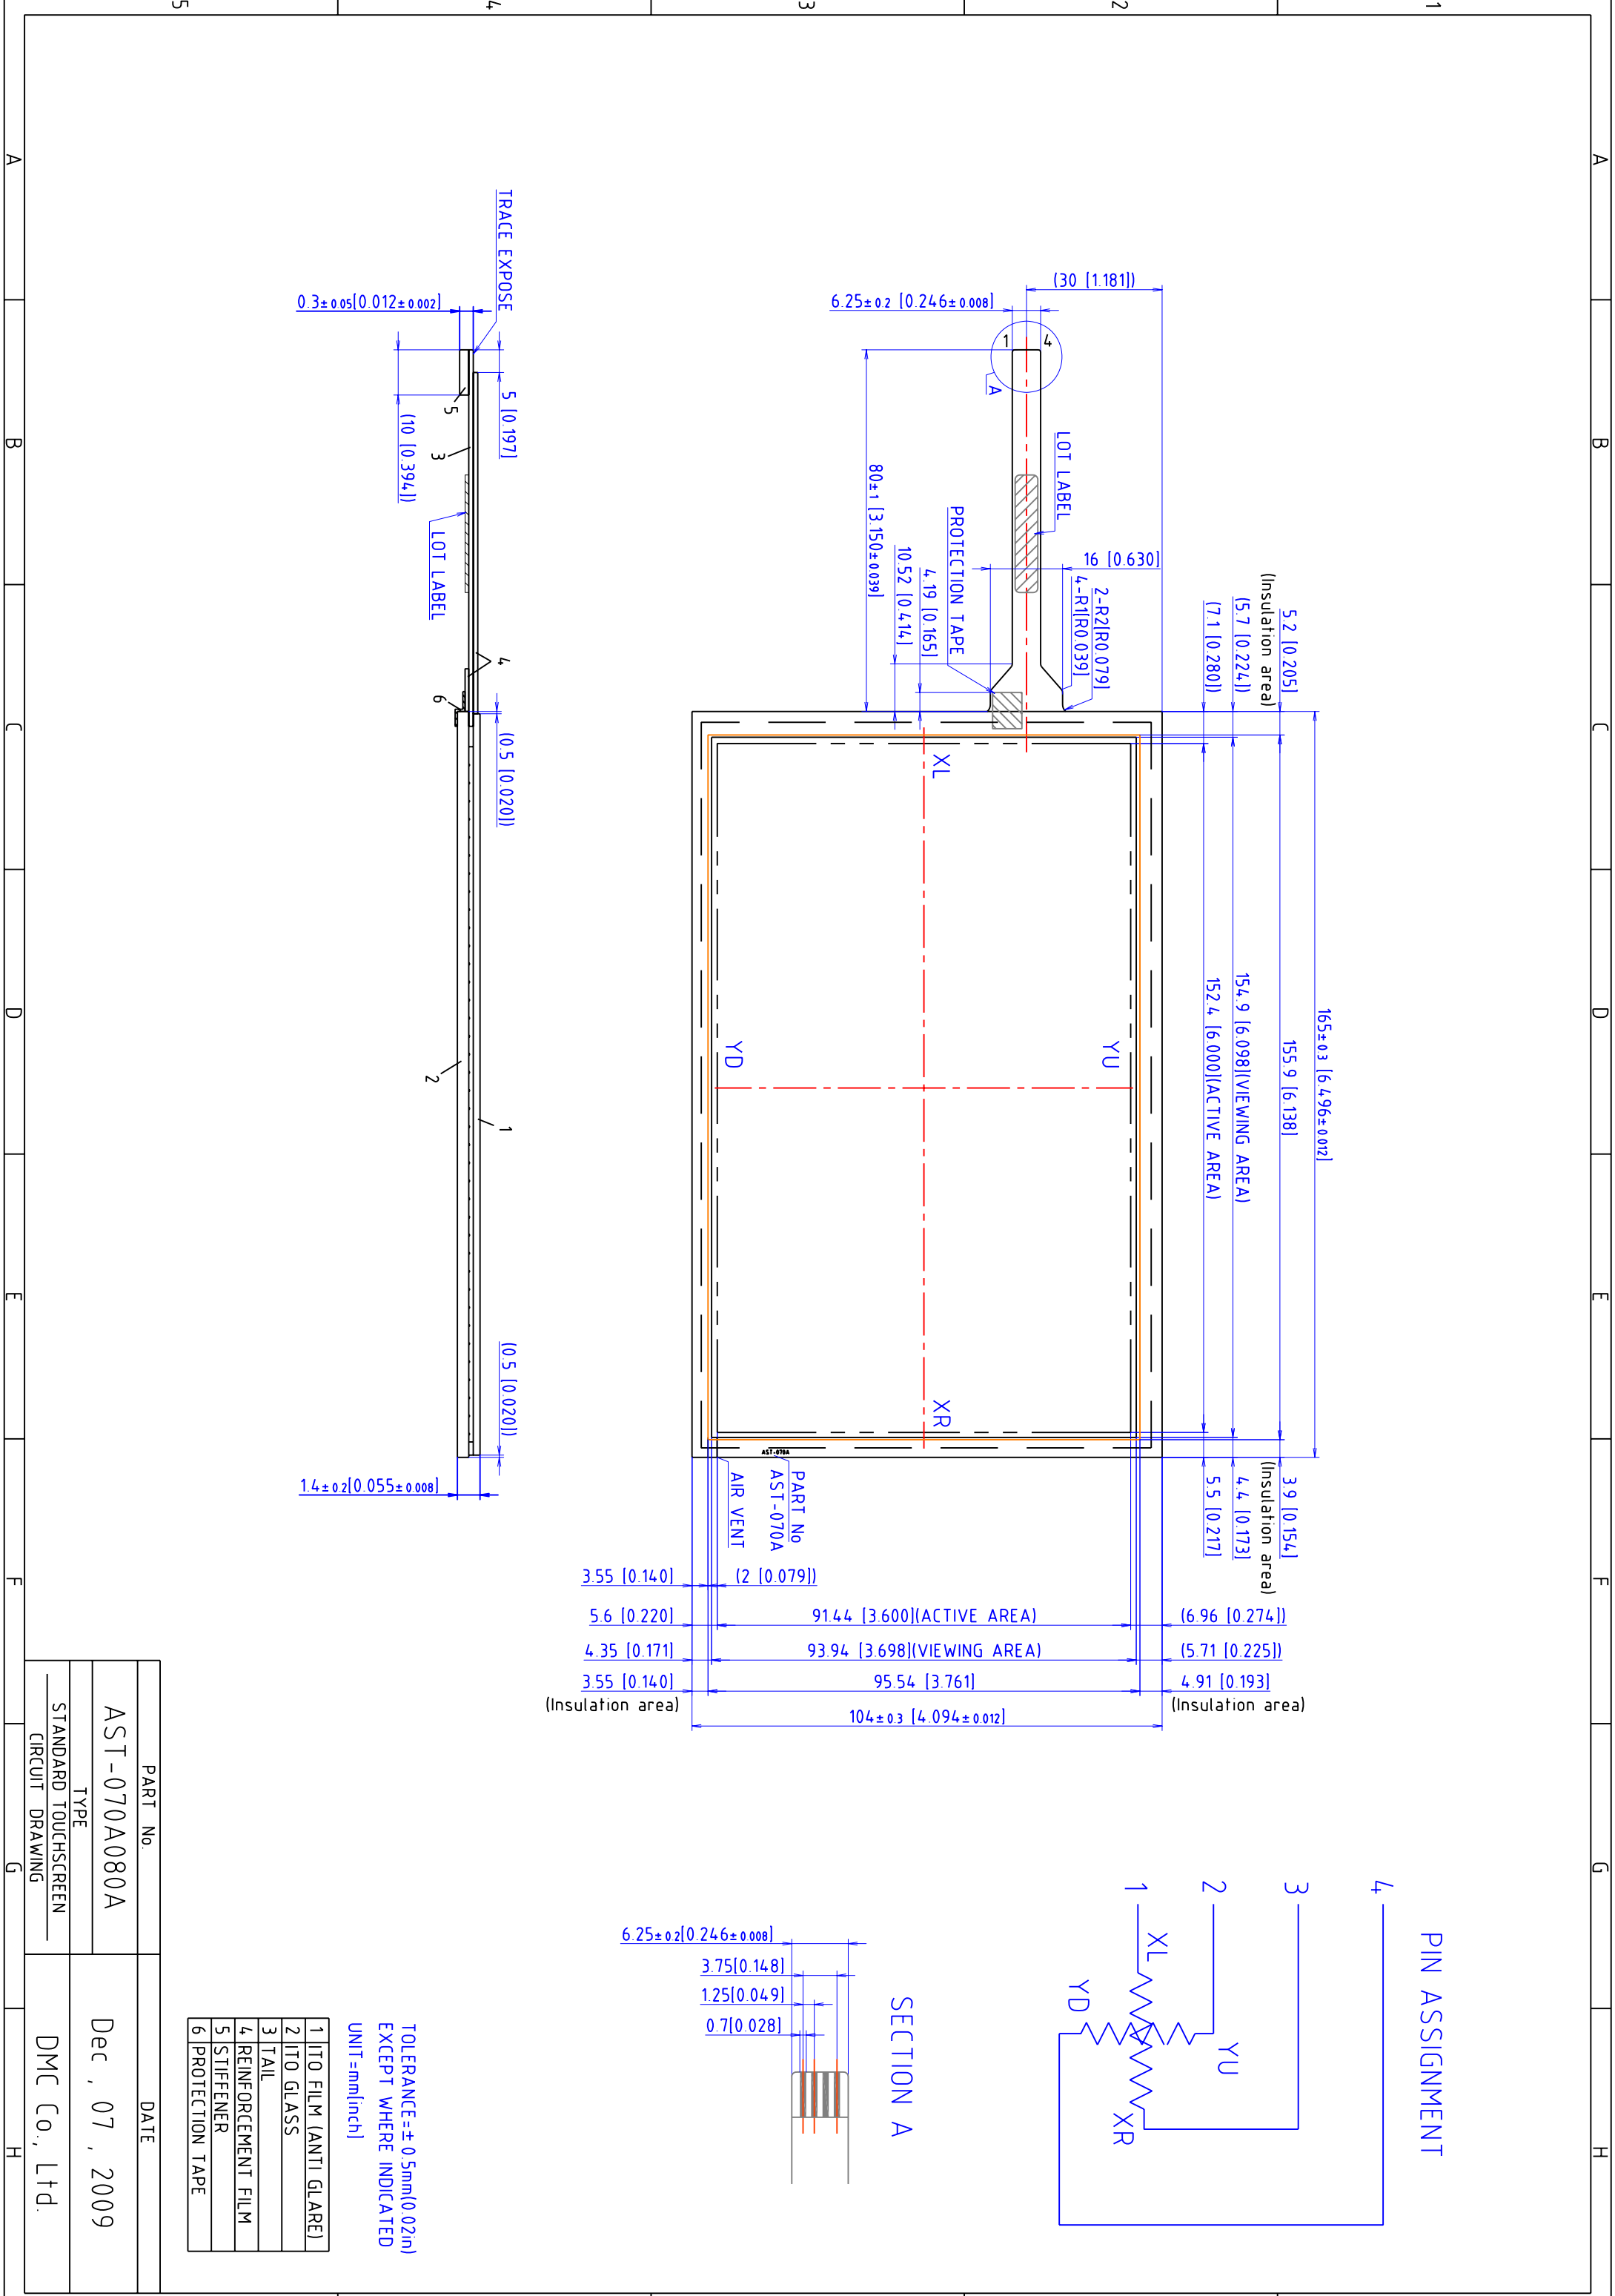 A
B
C
D
E
F
G
H
1
2
3
4
5
165±0.3 [6.496±0.012]
5.2 [0.205]
(Insulation area)
155.9 [6.138]
3.9 [0.154]
(Insulation area)
(5.7 [0.224])
154.9 [6.098](VIEWING AREA)
4.4 [0.173]
(7.1 [0.280])
152.4 [6.000](ACTIVE AREA)
5.5 [0.217]
(30 [1.181])
16 [0.630]
2-R2[R0.079]
4-R1[R0.039]
6.25±0.2 [0.246±0.008]
1
4
A
LOT LABEL
PROTECTION TAPE
4.19 [0.165]
10.52 [0.414]
80±1 [3.150±0.039]
XL
XR
YU
YD
AST-070A
PART No
AST-070A
AIR VENT
3.55 [0.140]
(2 [0.079])
5.6 [0.220]
91.44 [3.600](ACTIVE AREA)
(6.96 [0.274])
4.35 [0.171]
93.94 [3.698](VIEWING AREA)
(5.71 [0.225])
3.55 [0.140]
(Insulation area)
95.54 [3.761]
4.91 [0.193]
(Insulation area)
104±0.3 [4.094±0.012]
TRACE EXPOSE
5 [0.197]
0.3±0.05[0.012±0.002]
(10 [0.394])
5
3
LOT LABEL
4
6
(0.5 [0.020])
2
1
(0.5 [0.020])
1.4±0.2[0.055±0.008]
PIN ASSIGNMENT
4
3
2
1
XL
YU
YD
XR
SECTION A
6.25±0.2[0.246±0.008]
3.75[0.148]
1.25[0.049]
0.7[0.028]
TOLERANCE=± 0.5mm(0.02in)
EXCEPT WHERE INDICATED
UNIT=mm[inch]
1 ITO FILM (ANTI GLARE)
2 ITO GLASS
3 TAIL
4 REINFORCEMENT FILM
5 STIFFENER
6 PROTECTION TAPE
PART No.
DATE
AST-070A080A
Dec , 07 , 2009
TYPE
STANDARD TOUCHSCREEN
CIRCUIT DRAWING
DMC Co., Ltd.
A
B
C
D
E
F
G
H